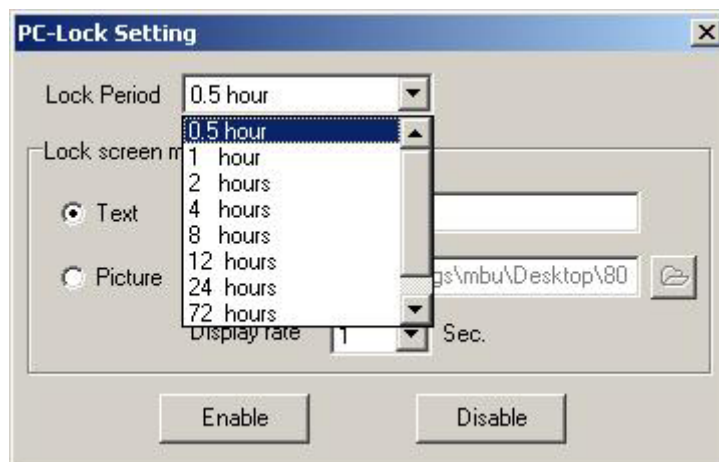 PC-Lock Setting
Lock Period 0.5 hour
0.5 hour
Lock screen
1 hour
2 hours
Text
4 hours
8 hours
12 hours
Picture gs\mbu\Desktop\80
24 hours
72 hours
Display rate 1 Sec.
Enable Disable